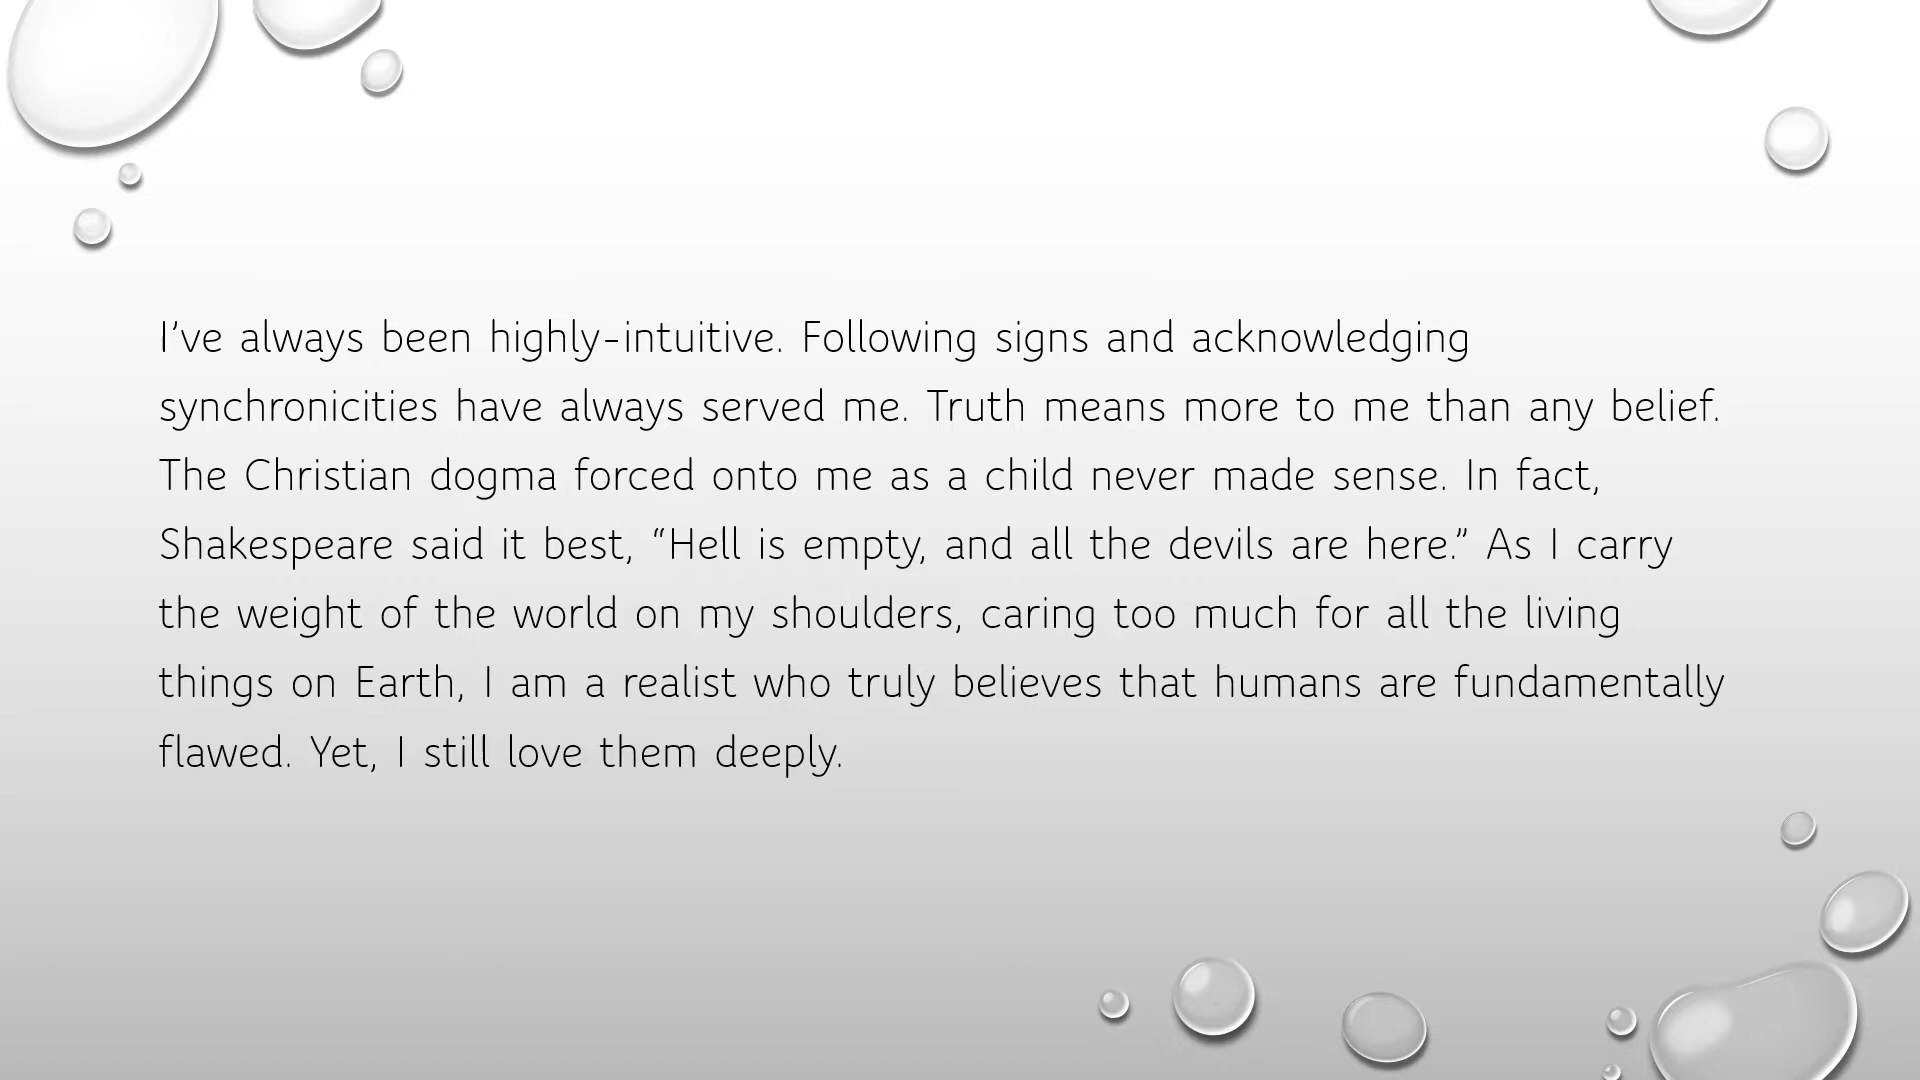 I’ve always been highly-intuitive. Following signs and acknowledging
synchronicities have always served me. Truth means more to me than any belief.
The Christian dogma forced onto me as a child never made sense. In fact,
Shakespeare said it best, “Hell is empty, and all the devils are here.” As I carry
the weight of the world on my shoulders, caring too much for all the living
things on Earth, I am a realist who truly believes that humans are fundamentally
flawed. Yet, I still love them deeply.